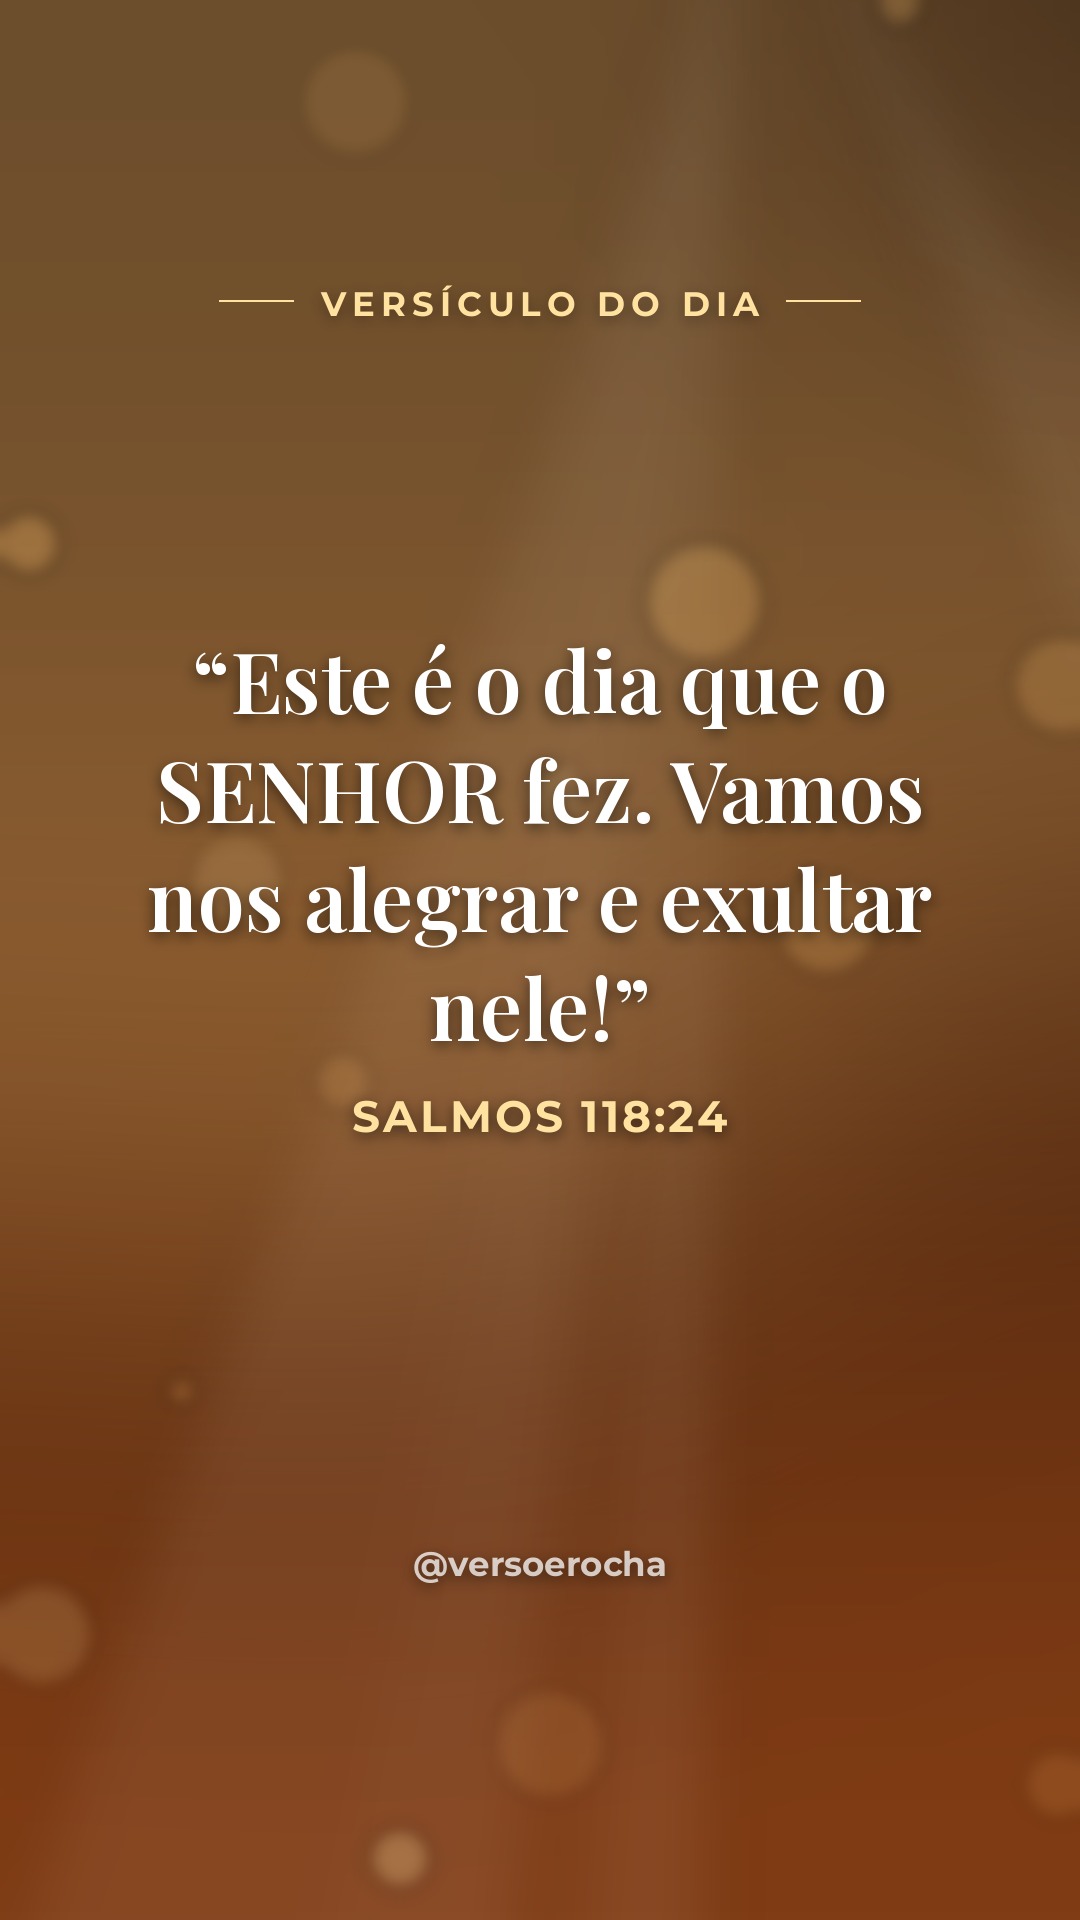 VERSÍCULO DO DIA
“Este é o dia que o
SENHOR fez. Vamos
nos alegrar e exultar
nele!”
SALMOS 118:24
@versoerocha